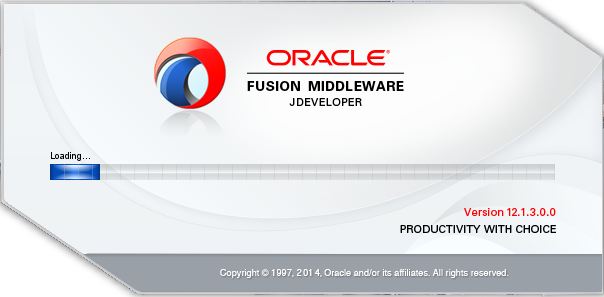 ORACLE®
FUSION MIDDLEWARE
JDEVELOPER
Loading...
Version 12.1.3.0.0
PRODUCTIVITY WITH CHOICE
Copyright © 1997, 2014, Oracle and/or its affiliates. All rights reserved.